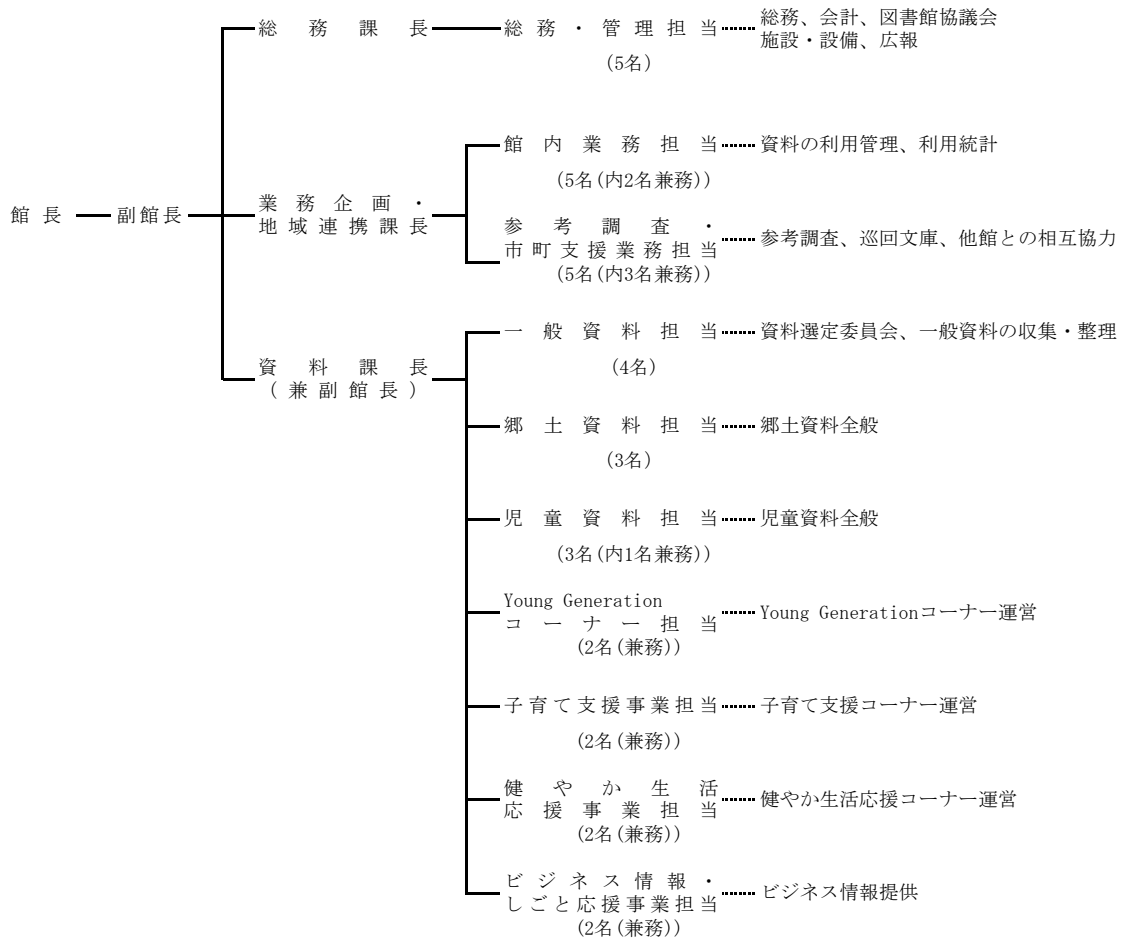 館長
副館長
総務課長
総務・管理担当
(5名)
総務、会計、図書館協議会
施設・設備、広報
業務企画・
地域連携課長
館内業務担当
(5名(内2名兼務))
資料の利用管理、利用統計
参考調査・
市町支援業務担当
(5名(内3名兼務))
参考調査、巡回文庫、他館との相互協力
資料課長
(兼副館長)
一般資料担当
(4名)
資料選定委員会、一般資料の収集・整理
郷土資料担当
(3名)
郷土資料全般
児童資料担当
(3名(内1名兼務))
児童資料全般
Young Generation
コーナー担当
(2名(兼務))
Young Generationコーナー運営
子育て支援事業担当
(2名(兼務))
子育て支援コーナー運営
健やか生活
応援事業担当
(2名(兼務))
健やか生活応援コーナー運営
ビジネス情報・
しごと応援事業担当
(2名(兼務))
ビジネス情報提供